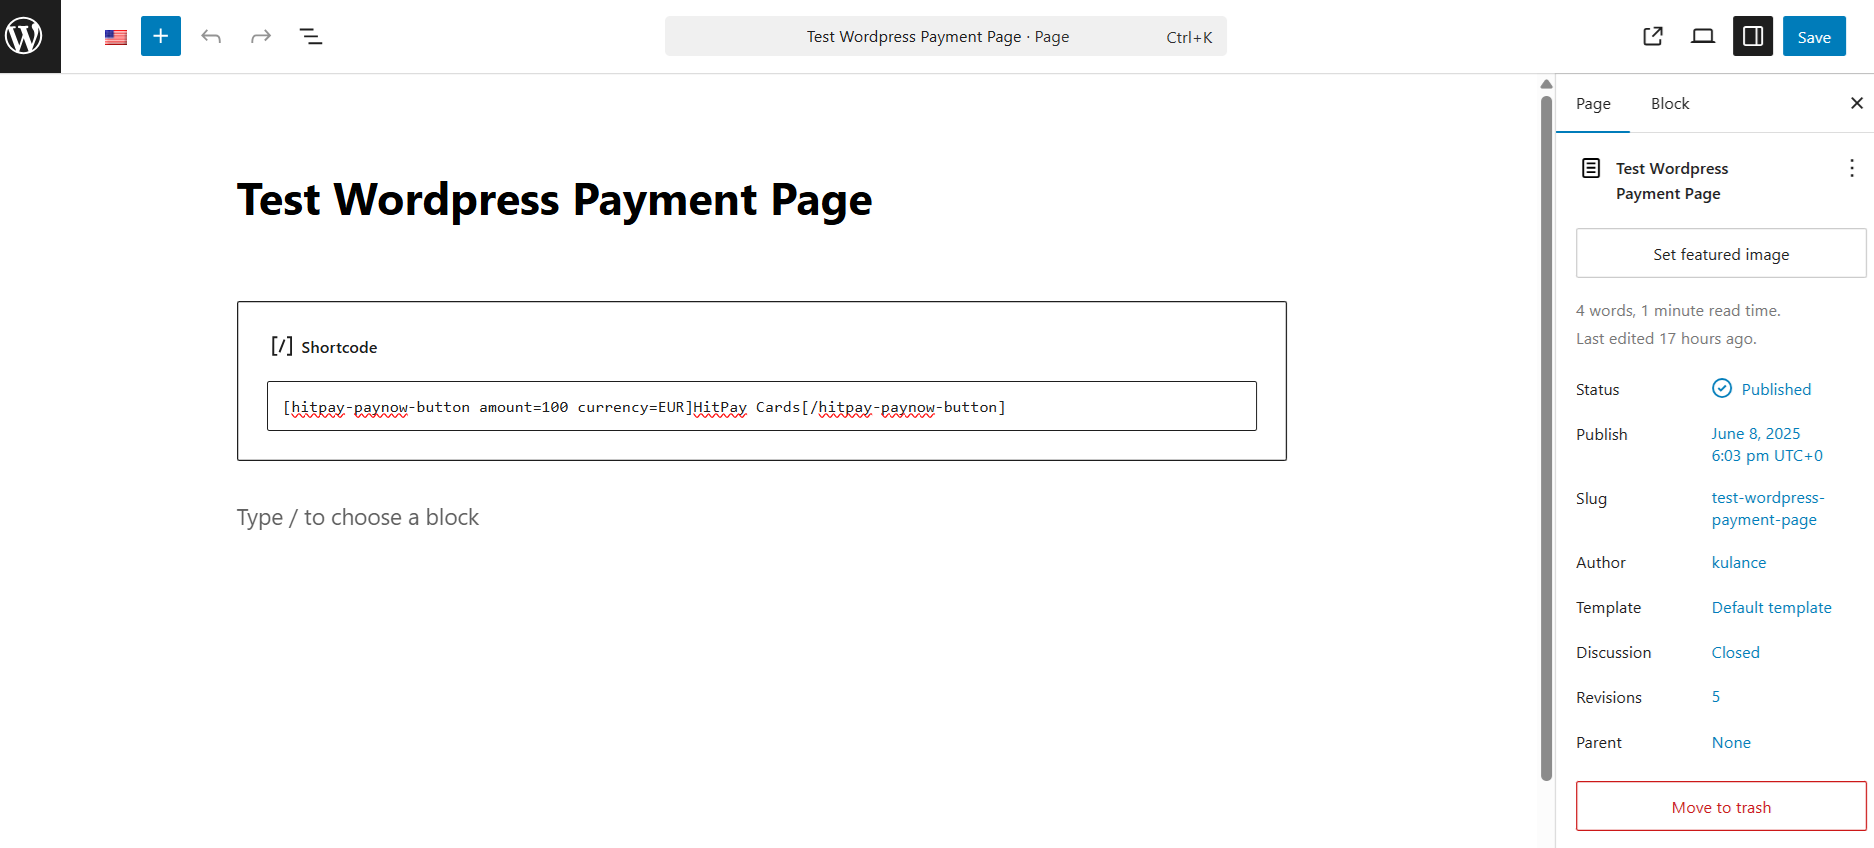 Test Wordpress Payment Page · Page
Ctrl+K
Save
Test Wordpress Payment Page
[/] Shortcode
[hitpay-paynow-button amount=100 currency=EUR]HitPay Cards[/hitpay-paynow-button]
Type / to choose a block
Page
Block
Test Wordpress
Payment Page
Set featured image
4 words, 1 minute read time.
Last edited 17 hours ago.
Status
Published
Publish
June 8, 2025
6:03 pm UTC+0
Slug
test-wordpress-
payment-page
Author
kulance
Template
Default template
Discussion
Closed
Revisions
5
Parent
None
Move to trash